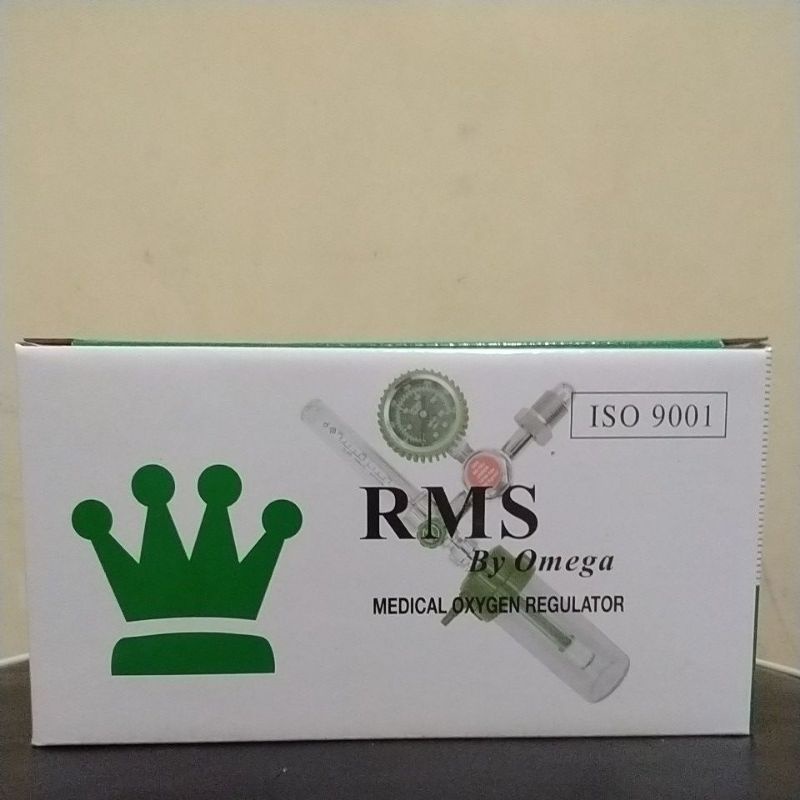 ISO 9001
RMS
By Omega
MEDICAL OXYGEN REGULATOR